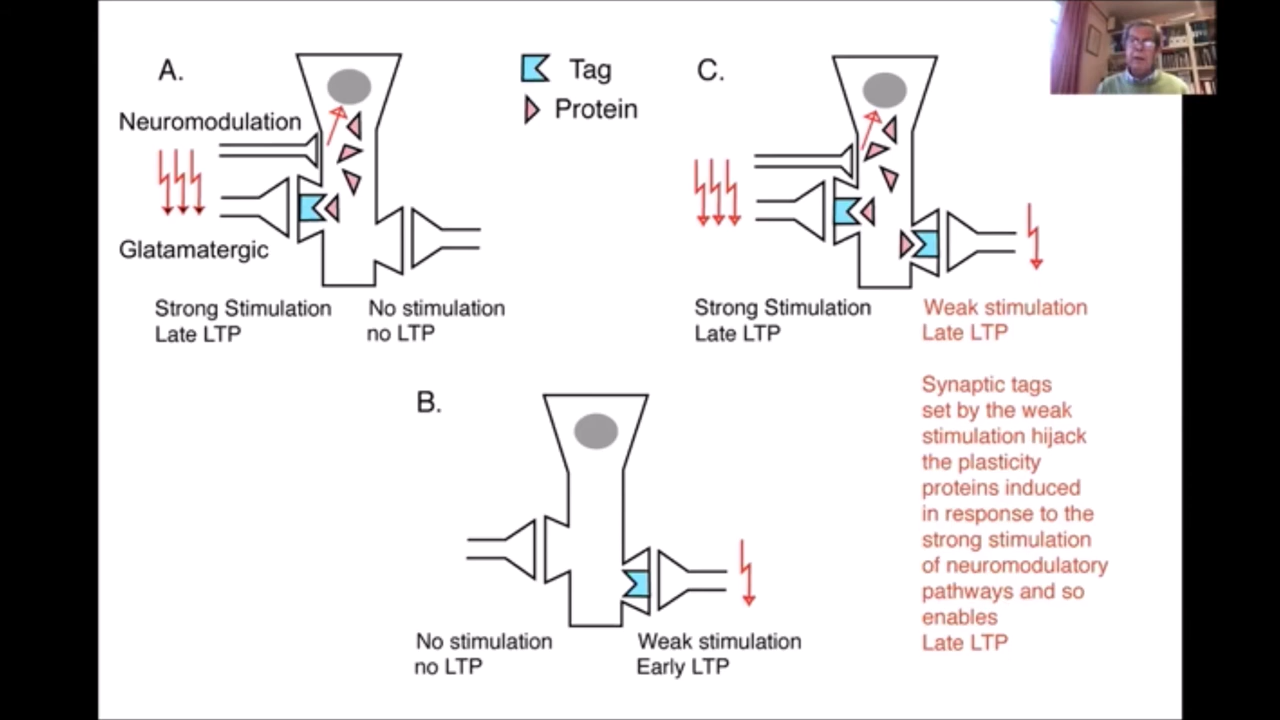 A.
Neuromodulation
Glatamatergic
Strong Stimulation
Late LTP
No stimulation
no LTP
Tag
Protein
C.
Strong Stimulation
Late LTP
Weak stimulation
Late LTP
Synaptic tags
set by the weak
stimulation hijack
the plasticity
proteins induced
in response to the
strong stimulation
of neuromodulatory
pathways and so
enables
Late LTP
B.
No stimulation
no LTP
Weak stimulation
Early LTP